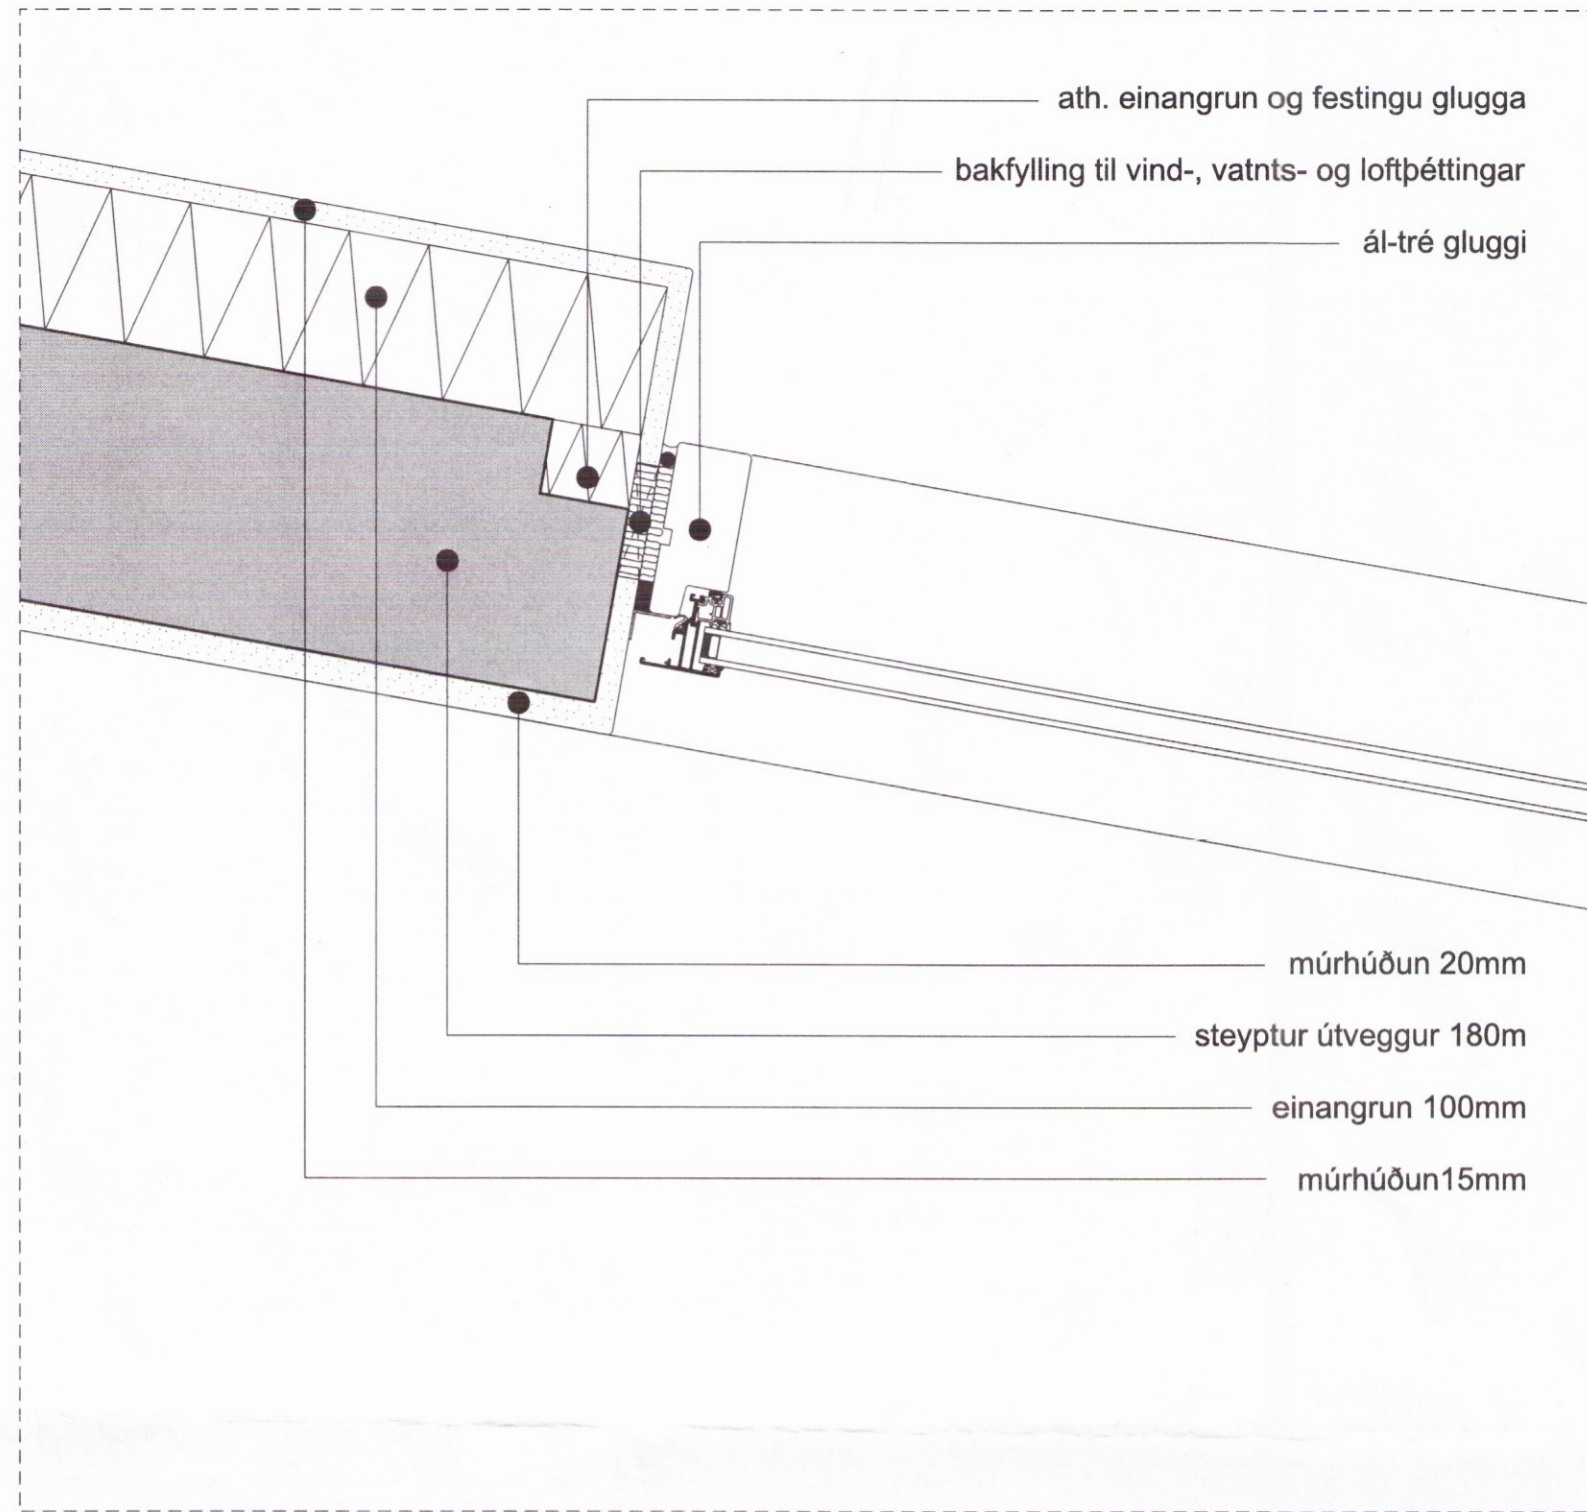 ath. einangrun og festingu glugga
bakfylling til vind-, vatnts- og loftþéttingar
ál-tré gluggi
múrhúðun 20mm
steyptur útveggur 180m
einangrun 100mm
múrhúðun15mm